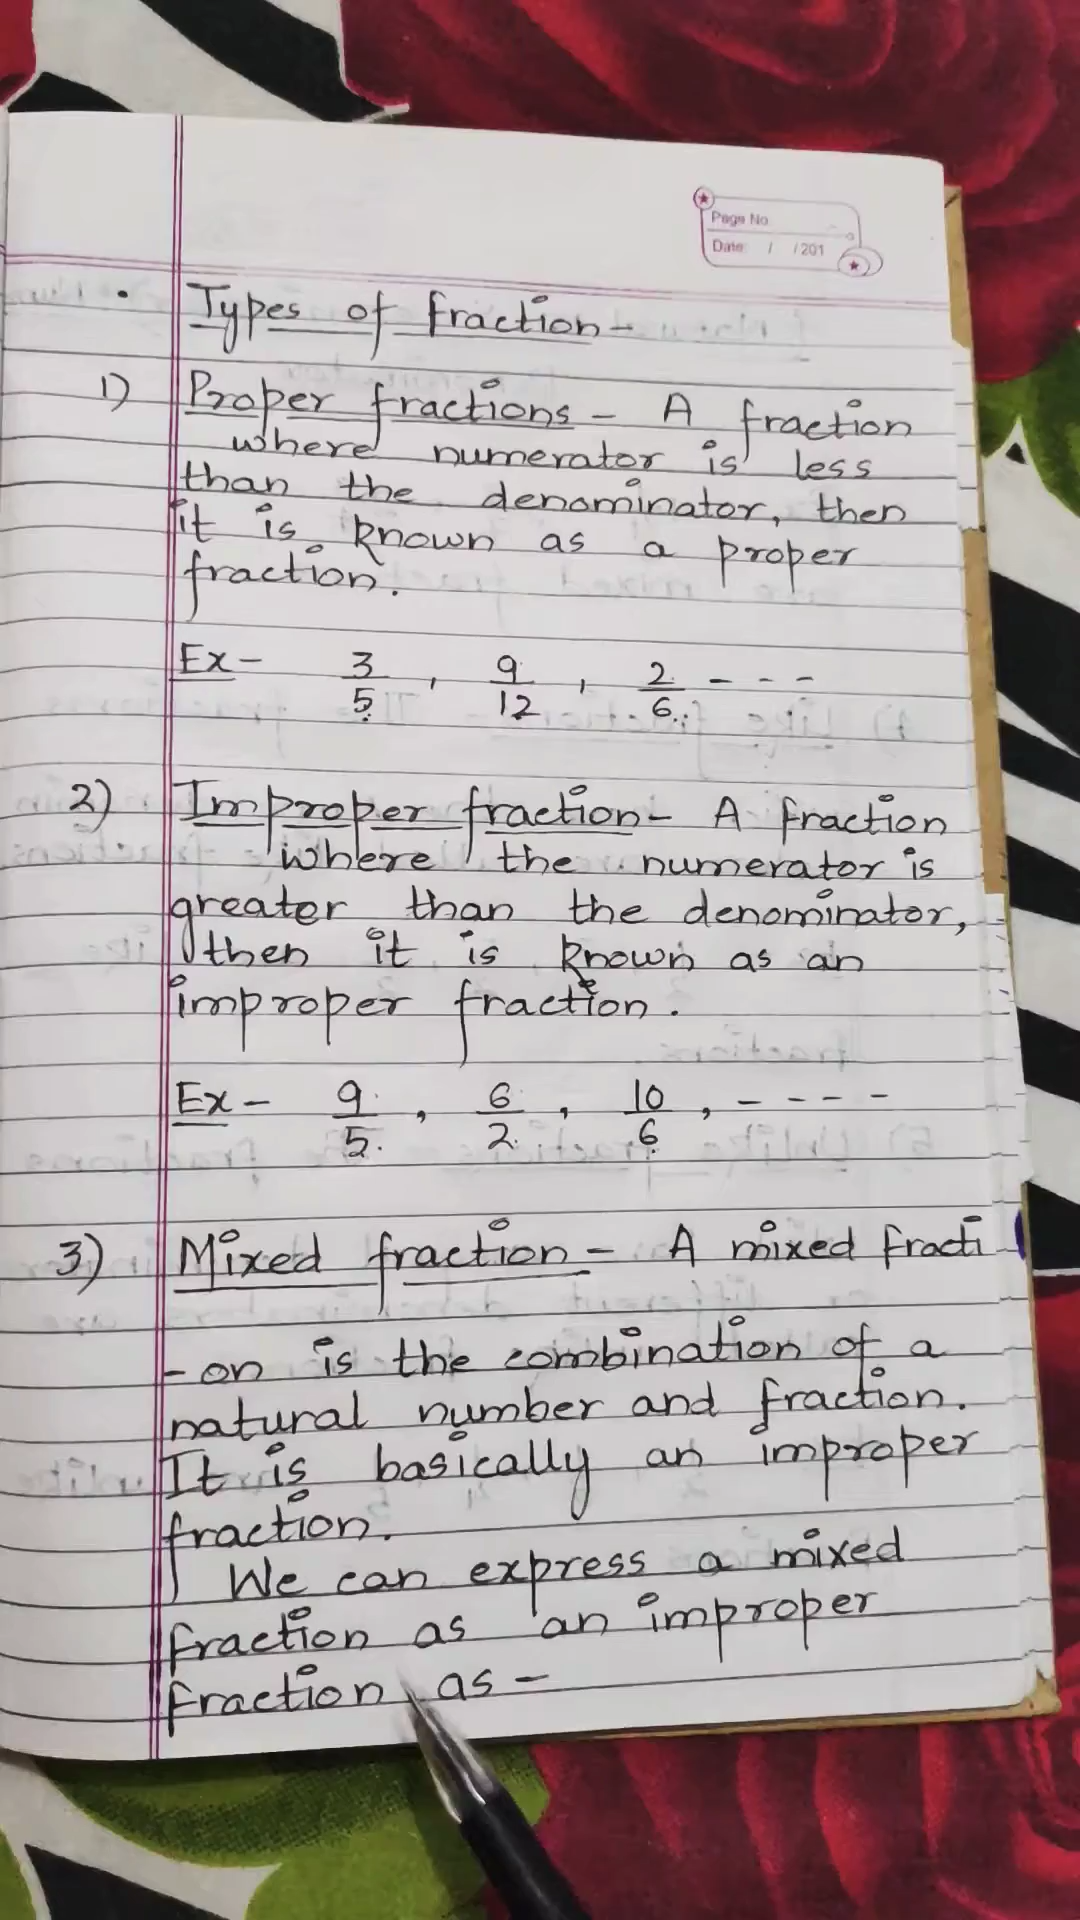 Page No.
Date: / /201
• Types of fraction-
1) Proper fractions - A fraction
where numerator is less
than the denominator, then
it is known as a proper
fraction.
Ex- 3/5, 9/12, 2/6 - - -
2) Improper fraction- A fraction
where the numerator is
greater than the denominator,
then it is known as an
improper fraction.
Ex- 9/5, 6/2, 10/6, - - - -
3) Mixed fraction- A mixed fracti
-on is the combination of a
natural number and fraction.
It is basically an improper
fraction.
We can express a mixed
fraction as an improper
fraction as -